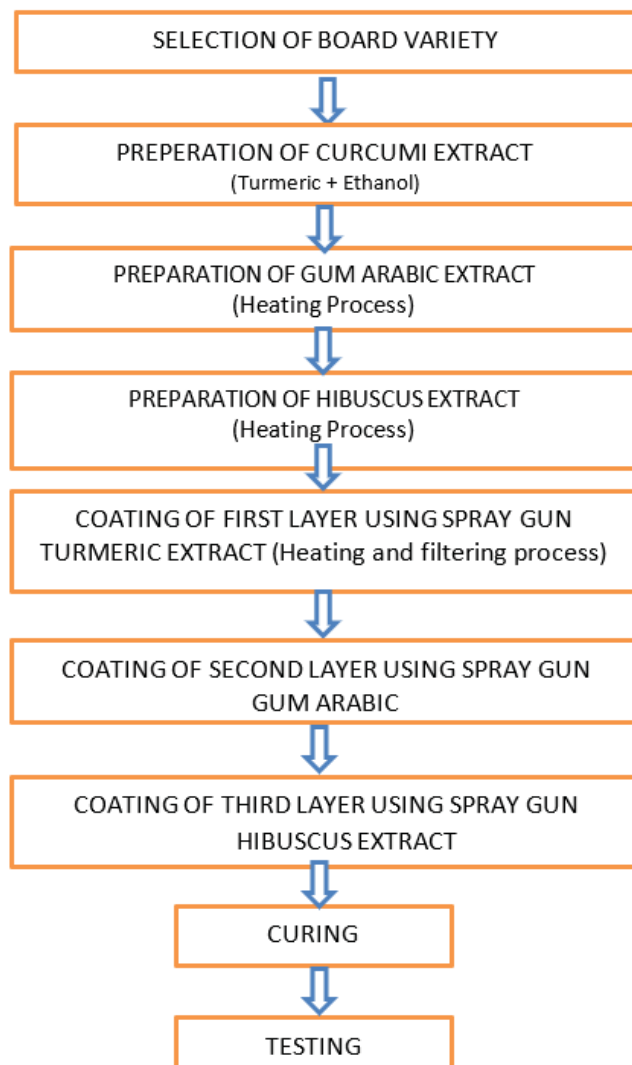 SELECTION OF BOARD VARIETY
PREPERATION OF CURCUMI EXTRACT
(Turmeric + Ethanol)
PREPARATION OF GUM ARABIC EXTRACT
(Heating Process)
PREPARATION OF HIBUSCUS EXTRACT
(Heating Process)
COATING OF FIRST LAYER USING SPRAY GUN
TURMERIC EXTRACT (Heating and filtering process)
COATING OF SECOND LAYER USING SPRAY GUN
GUM ARABIC
COATING OF THIRD LAYER USING SPRAY GUN
HIBUSCUS EXTRACT
CURING
TESTING